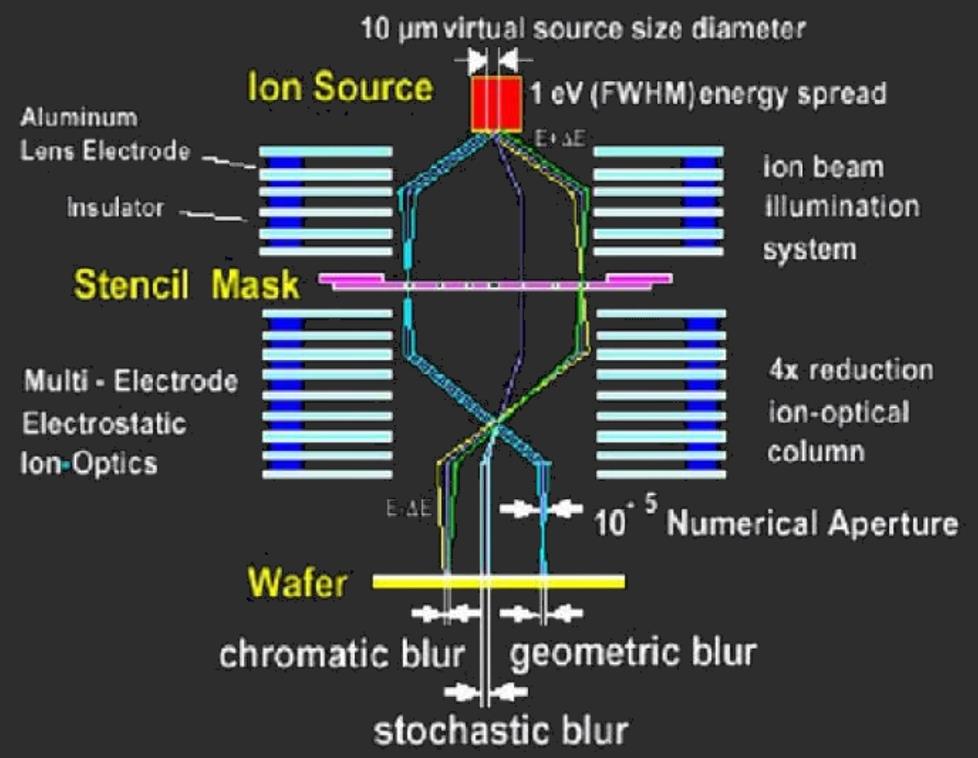 10 µm virtual source size diameter
Ion Source
1 eV (FWHM) energy spread
E+ΔE
Aluminum
Lens Electrode
Insulator
ion beam
illumination
system
Stencil Mask
Multi - Electrode
Electrostatic
Ion-Optics
4x reduction
ion-optical
column
E-ΔE
10⁻⁵ Numerical Aperture
Wafer
chromatic blur
geometric blur
stochastic blur